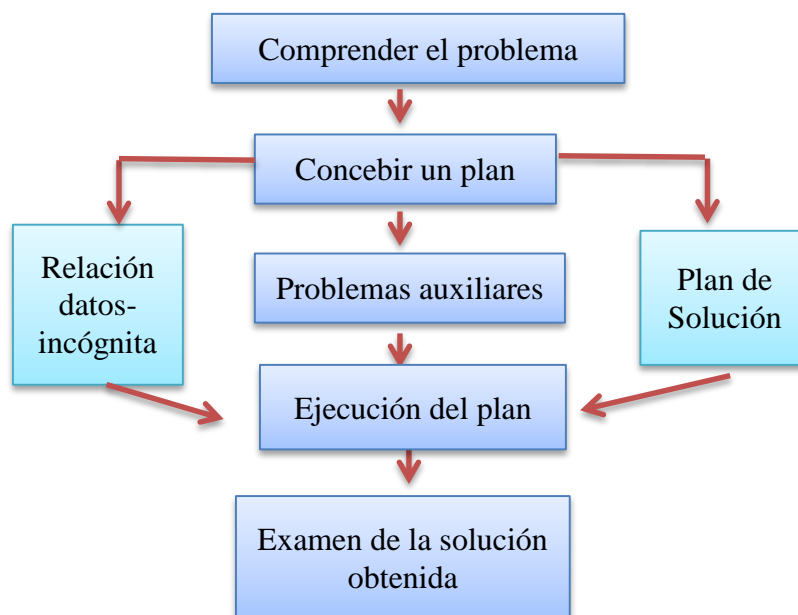 Comprender el problema
Concebir un plan
Relación
datos-
incógnita
Problemas auxiliares
Plan de
Solución
Ejecución del plan
Examen de la solución
obtenida